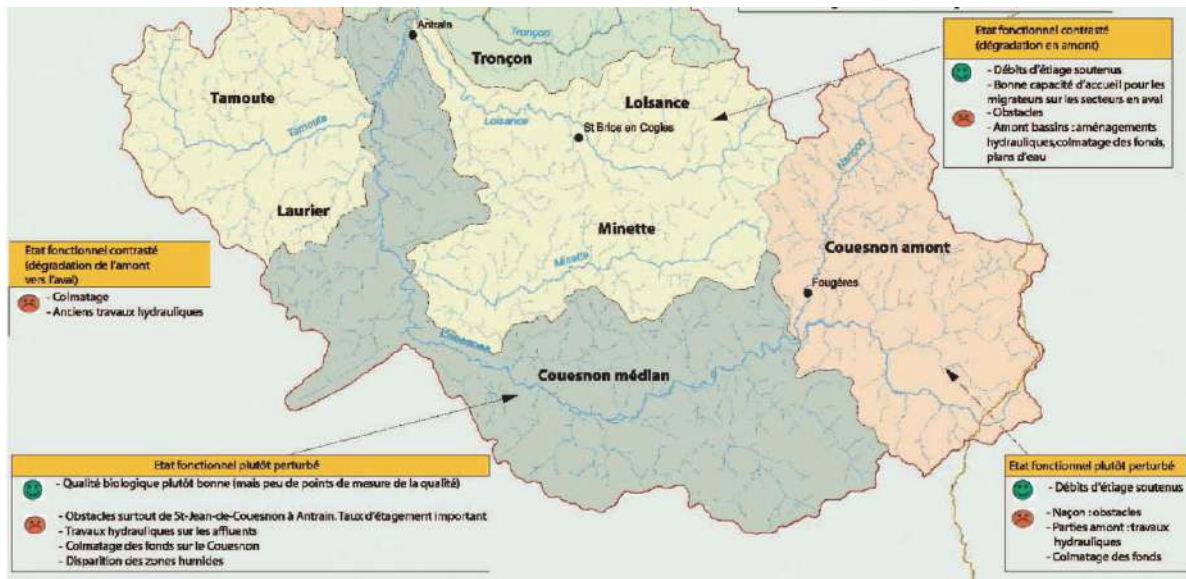 Antrain
Tronçon
Tronçon
Tamoute
Tamoute
Loisance
Loisance
St Brice en Cogles
Laurier
Minette
Minette
Nançon
Couesnon amont
Fougères
Couesnon
Couesnon médian
Etat fonctionnel contrasté
(dégradation en amont)
- Débits d'étiage soutenus
- Bonne capacité d'accueil pour les
migrateurs sur les secteurs en aval
- Obstacles
- Amont bassins : aménagements
hydrauliques,colmatage des fonds,
plans d'eau
Etat fonctionnel contrasté
(dégradation de l'amont
vers l'aval)
- Colmatage
- Anciens travaux hydrauliques
Etat fonctionnel plutôt perturbé
- Qualité biologique plutôt bonne (mais peu de points de mesure de la qualité)
- Obstacles surtout de St-Jean-de-Couesnon à Antrain. Taux d'étagement important
- Travaux hydrauliques sur les affluents
- Colmatage des fonds sur le Couesnon
- Disparition des zones humides
Etat fonctionnel plutôt perturbé
- Débits d'étiage soutenus
- Naçon : obstacles
- Parties amont : travaux
hydrauliques
- Colmatage des fonds